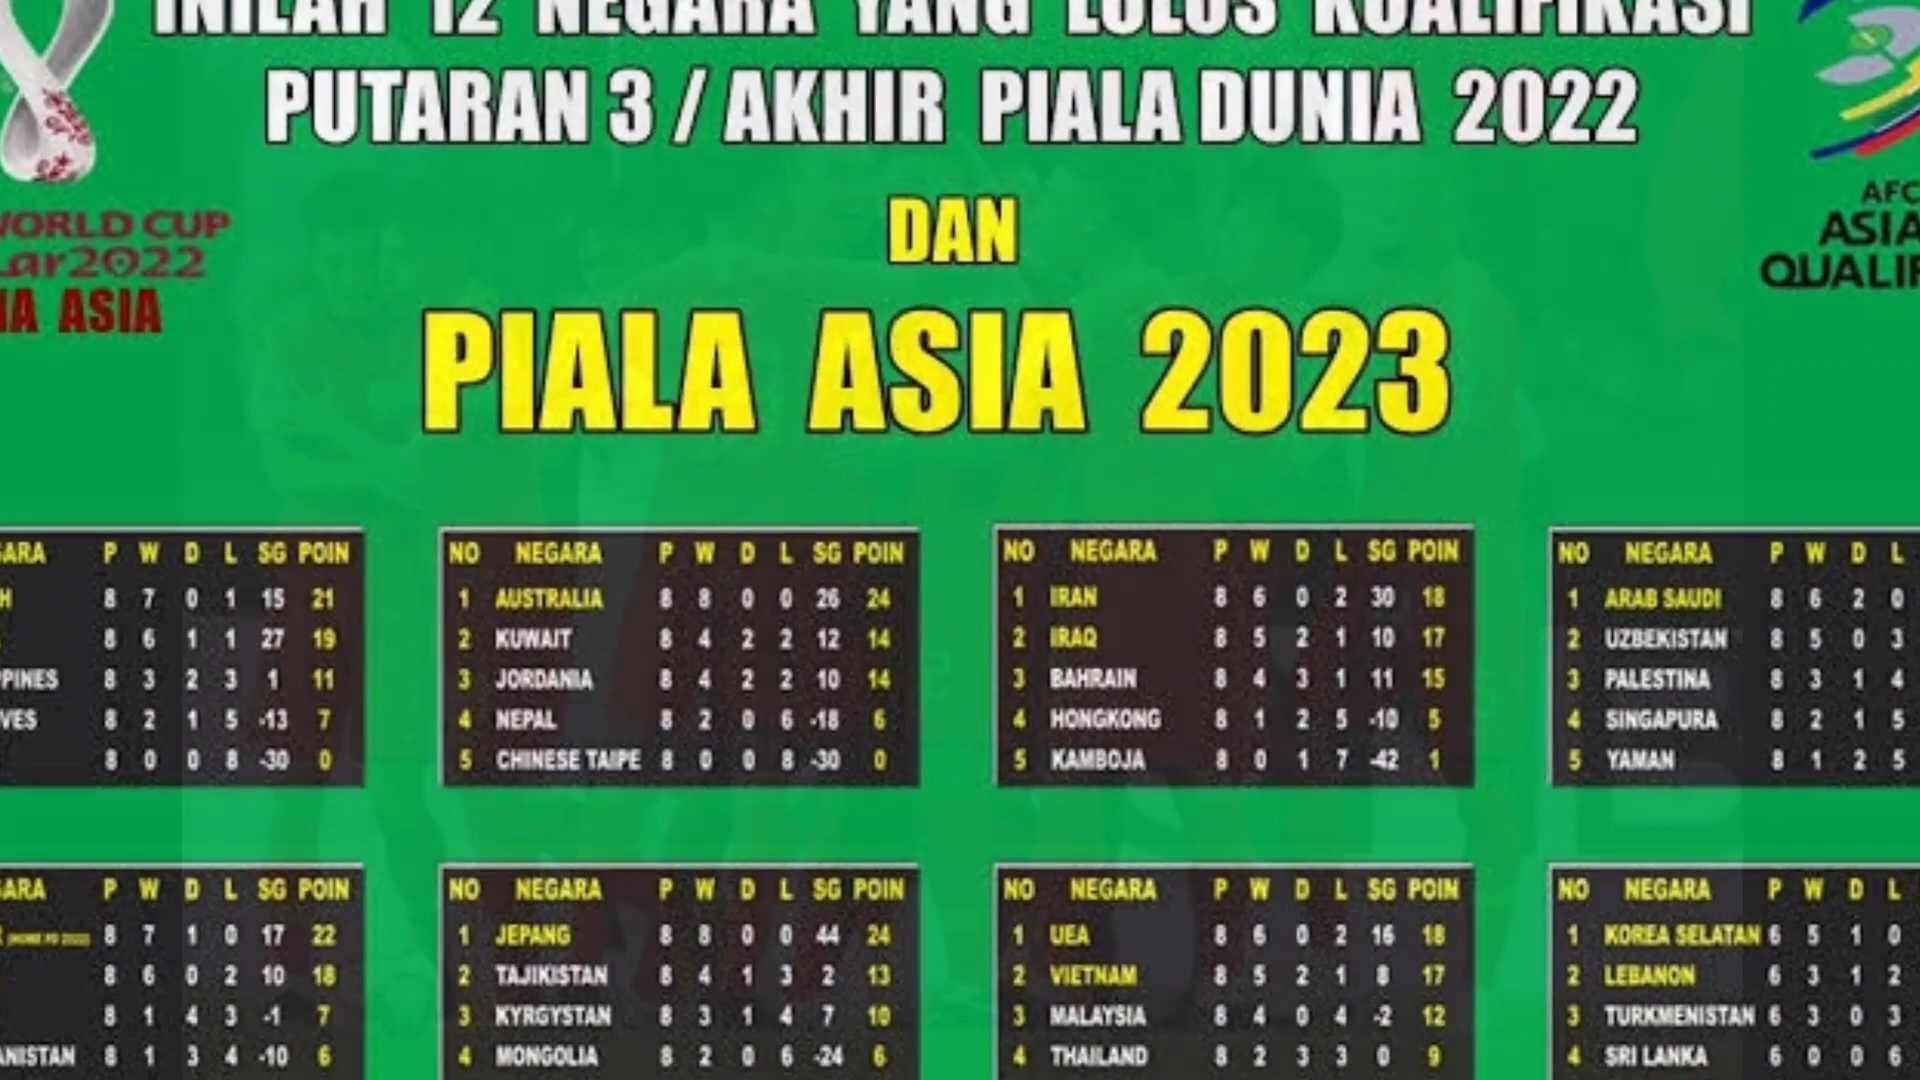 INILAH 12 NEGARA YANG LOLOS KUALIFIKASI
PUTARAN 3 / AKHIR PIALA DUNIA 2022
DAN
PIALA ASIA 2023
WORLD CUP
2022
ASIA
AFC
ASIA
QUALIF
P W D L SG POIN
8 7 0 1 15 21
8 6 1 1 27 19
8 3 2 3 1 11
8 2 1 5 -13 7
8 0 0 8 -30 0
NO NEGARA P W D L SG POIN
1 AUSTRALIA 8 8 0 0 26 24
2 KUWAIT 8 4 2 2 12 14
3 JORDANIA 8 4 2 2 10 14
4 NEPAL 8 2 0 6 -18 6
5 CHINESE TAIPE 8 0 0 8 -30 0
NO NEGARA P W D L SG POIN
1 IRAN 8 6 0 2 30 18
2 IRAQ 8 5 2 1 10 17
3 BAHRAIN 8 4 3 1 11 15
4 HONGKONG 8 1 2 5 -10 5
5 KAMBOJA 8 0 1 7 -42 1
NO NEGARA P W D L
1 ARAB SAUDI 8 6 2 0
2 UZBEKISTAN 8 5 0 3
3 PALESTINA 8 3 1 4
4 SINGAPURA 8 2 1 5
5 YAMAN 8 1 2 5
P W D L SG POIN
8 7 1 0 17 22
8 6 0 2 10 18
8 1 4 3 -1 7
ANISTAN 8 1 3 4 -10 6
NO NEGARA P W D L SG POIN
1 JEPANG 8 8 0 0 44 24
2 TAJIKISTAN 8 4 1 3 2 13
3 KYRGYSTAN 8 3 1 4 7 10
4 MONGOLIA 8 2 0 6 -24 6
NO NEGARA P W D L SG POIN
1 UEA 8 6 0 2 16 18
2 VIETNAM 8 5 2 1 8 17
3 MALAYSIA 8 4 0 4 -2 12
4 THAILAND 8 2 3 3 0 9
NO NEGARA P W D L
1 KOREA SELATAN 6 5 1 0
2 LEBANON 6 3 1 2
3 TURKMENISTAN 6 3 0 3
4 SRI LANKA 6 0 0 6